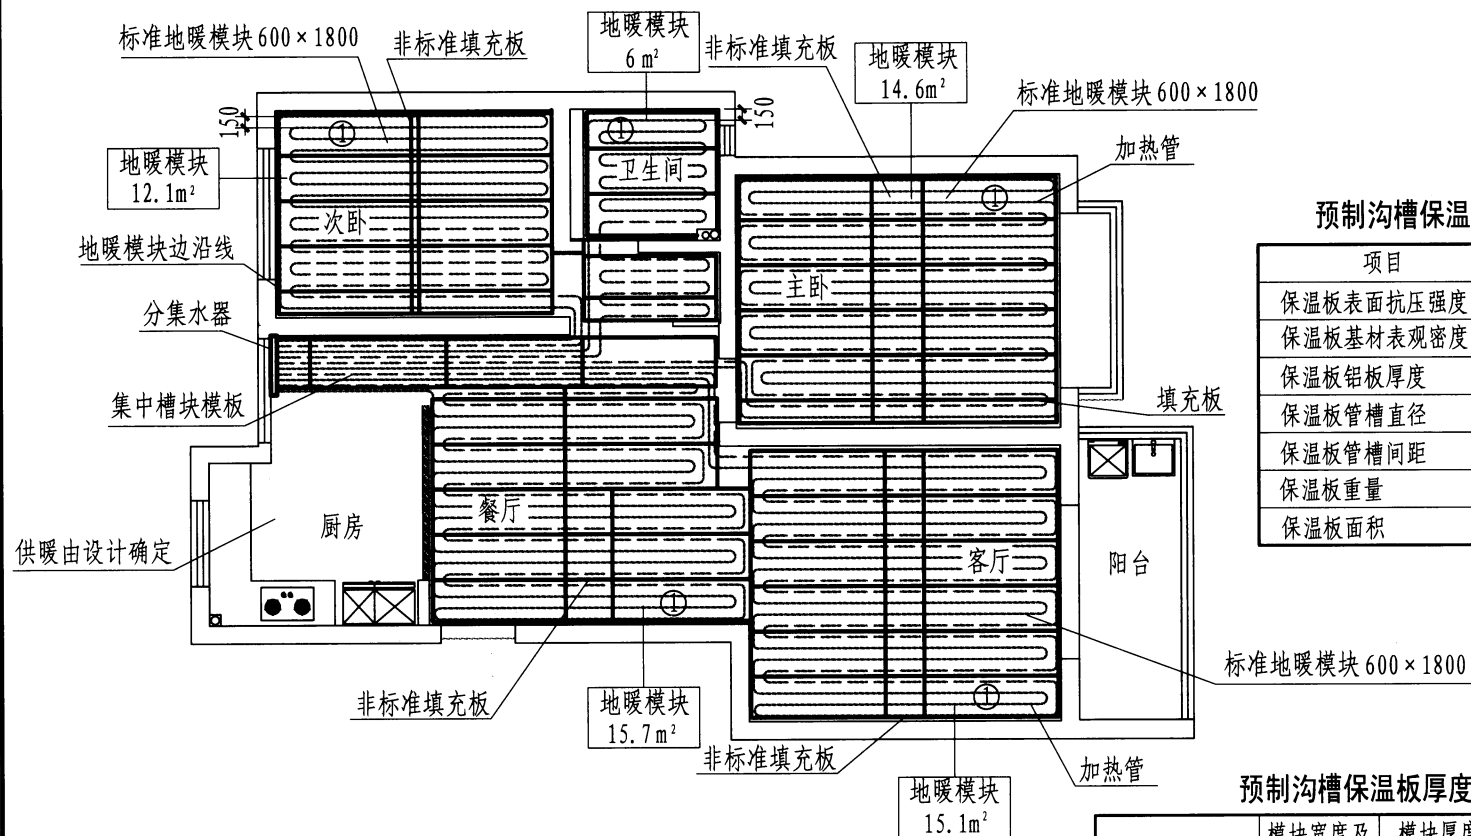 标准地暖模块600×1800
非标准填充板
地暖模块
6m²
非标准填充板
地暖模块
14.6m²
标准地暖模块600×1800
150
150
①
①
①
加热管
地暖模块
12.1m²
卫生间
次卧
主卧
地暖模块边沿线
分集水器
集中槽块模板
填充板
餐厅
厨房
客厅
阳台
供暖由设计确定
①
①
标准地暖模块600×1800
非标准填充板
地暖模块
15.7m²
非标准填充板
加热管
地暖模块
15.1m²
预制沟槽保温
项目
保温板表面抗压强度
保温板基材表观密度
保温板铝板厚度
保温板管槽直径
保温板管槽间距
保温板重量
保温板面积
预制沟槽保温板厚度
模块宽度及
模块厚度